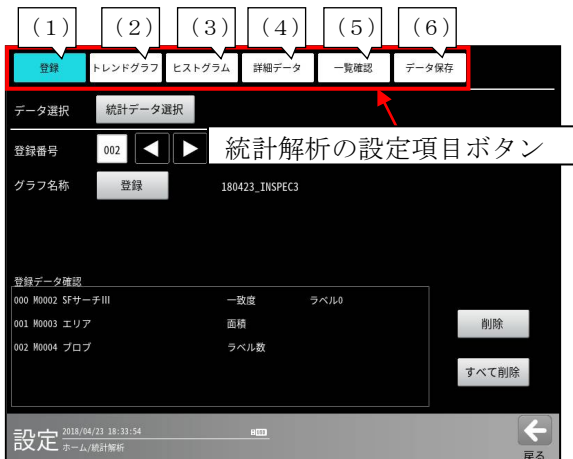 (1) (2) (3) (4) (5) (6)
登録 トレンドグラフ ヒストグラム 詳細データ 一覧確認 データ保存
データ選択 統計データ選択
登録番号 002
統計解析の設定項目ボタン
グラフ名称 登録 180423_INSPEC3
登録データ確認
000 M0002 SFサーチIII 一致度 ラベル0
001 M0003 エリア 面積
002 M0004 ブロブ ラベル数
削除
すべて削除
設定 2018/04/23 18:33:54
ホーム/統計解析
戻る